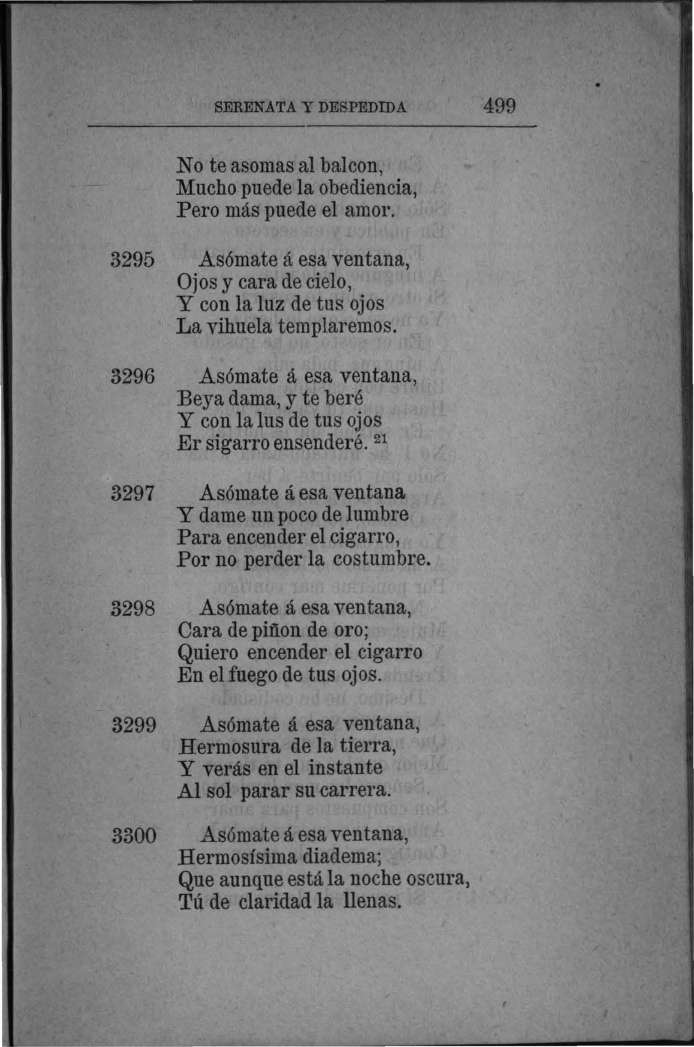 SERENATA Y DESPEDIDA 499
No te asomas al balcon,
Mucho puede la obediencia,
Pero más puede el amor.
3295 Asómate á esa ventana,
Ojos y cara de cielo,
Y con la luz de tus ojos
La vihuela templaremos.
3296 Asómate á esa ventana,
Beya dama, y te beré
Y con la lus de tus ojos
Er sigarro ensenderé. 21
3297 Asómate á esa ventana
Y dame un poco de lumbre
Para encender el cigarro,
Por no perder la costumbre.
3298 Asómate á esa ventana,
Cara de piñon de oro;
Quiero encender el cigarro
En el fuego de tus ojos.
3299 Asómate á esa ventana,
Hermosura de la tierra,
Y verás en el instante
Al sol parar su carrera.
3300 Asómate á esa ventana,
Hermosísima diadema;
Que aunque está la noche oscura,
Tú de claridad la llenas.